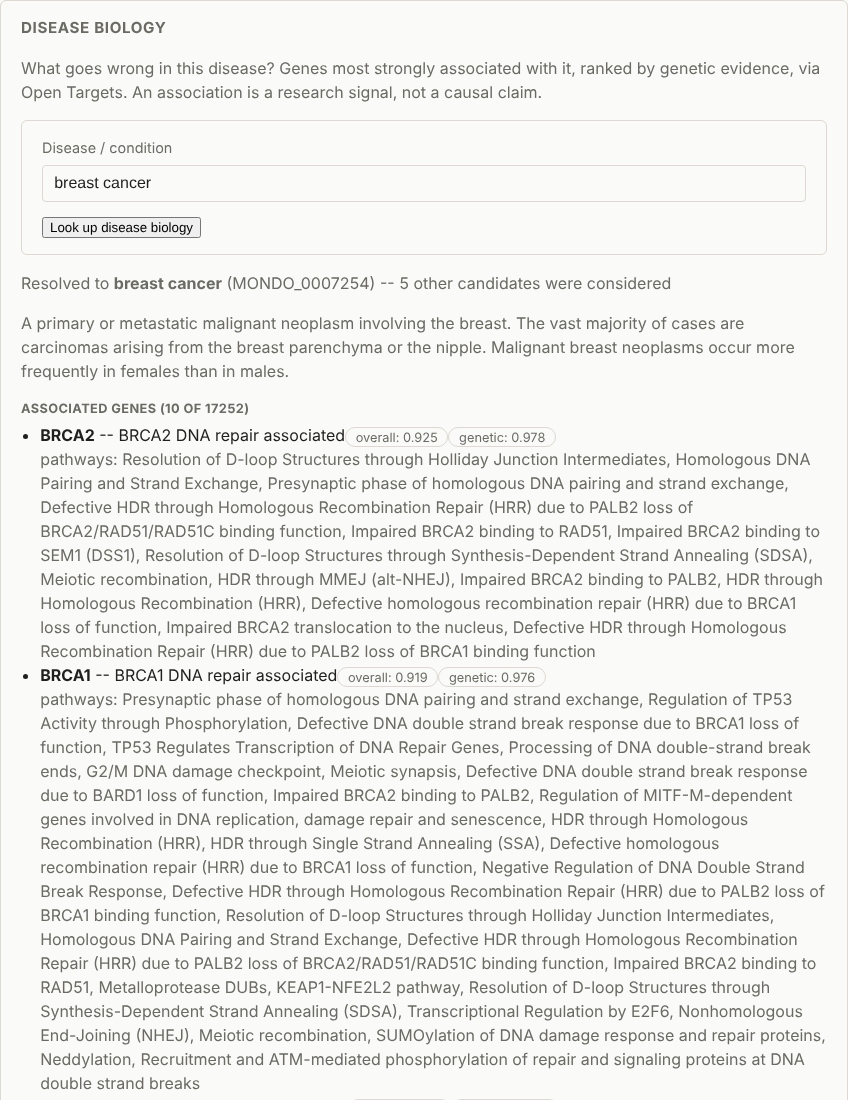 DISEASE BIOLOGY
What goes wrong in this disease? Genes most strongly associated with it, ranked by genetic evidence, via
Open Targets. An association is a research signal, not a causal claim.
Disease / condition
breast cancer
Look up disease biology
Resolved to breast cancer (MONDO_0007254) -- 5 other candidates were considered
A primary or metastatic malignant neoplasm involving the breast. The vast majority of cases are
carcinomas arising from the breast parenchyma or the nipple. Malignant breast neoplasms occur more
frequently in females than in males.
ASSOCIATED GENES (10 OF 17252)
• BRCA2 -- BRCA2 DNA repair associated overall: 0.925 genetic: 0.978
pathways: Resolution of D-loop Structures through Holliday Junction Intermediates, Homologous DNA
Pairing and Strand Exchange, Presynaptic phase of homologous DNA pairing and strand exchange,
Defective HDR through Homologous Recombination Repair (HRR) due to PALB2 loss of
BRCA2/RAD51/RAD51C binding function, Impaired BRCA2 binding to RAD51, Impaired BRCA2 binding to
SEM1 (DSS1), Resolution of D-loop Structures through Synthesis-Dependent Strand Annealing (SDSA),
Meiotic recombination, HDR through MMEJ (alt-NHEJ), Impaired BRCA2 binding to PALB2, HDR through
Homologous Recombination (HRR), Defective homologous recombination repair (HRR) due to BRCA1
loss of function, Impaired BRCA2 translocation to the nucleus, Defective HDR through Homologous
Recombination Repair (HRR) due to PALB2 loss of BRCA1 binding function
• BRCA1 -- BRCA1 DNA repair associated overall: 0.919 genetic: 0.976
pathways: Presynaptic phase of homologous DNA pairing and strand exchange, Regulation of TP53
Activity through Phosphorylation, Defective DNA double strand break response due to BRCA1 loss of
function, TP53 Regulates Transcription of DNA Repair Genes, Processing of DNA double-strand break
ends, G2/M DNA damage checkpoint, Meiotic synapsis, Defective DNA double strand break response
due to BARD1 loss of function, Impaired BRCA2 binding to PALB2, Regulation of MITF-M-dependent
genes involved in DNA replication, damage repair and senescence, HDR through Homologous
Recombination (HRR), HDR through Single Strand Annealing (SSA), Defective homologous
recombination repair (HRR) due to BRCA1 loss of function, Negative Regulation of DNA Double Strand
Break Response, Defective HDR through Homologous Recombination Repair (HRR) due to PALB2 loss of
BRCA1 binding function, Resolution of D-loop Structures through Holliday Junction Intermediates,
Homologous DNA Pairing and Strand Exchange, Defective HDR through Homologous Recombination
Repair (HRR) due to PALB2 loss of BRCA2/RAD51/RAD51C binding function, Impaired BRCA2 binding to
RAD51, Metalloprotease DUBs, KEAP1-NFE2L2 pathway, Resolution of D-loop Structures through
Synthesis-Dependent Strand Annealing (SDSA), Transcriptional Regulation by E2F6, Nonhomologous
End-Joining (NHEJ), Meiotic recombination, SUMOylation of DNA damage response and repair proteins,
Neddylation, Recruitment and ATM-mediated phosphorylation of repair and signaling proteins at DNA
double strand breaks